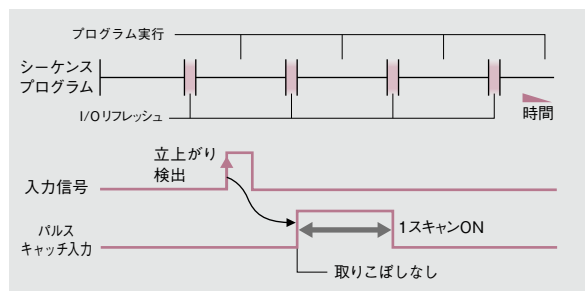 プログラム実行
シーケンス
プログラム
I/Oリフレッシュ
時間
立上がり
検出
入力信号
パルス
キャッチ入力
1スキャンON
取りこぼしなし